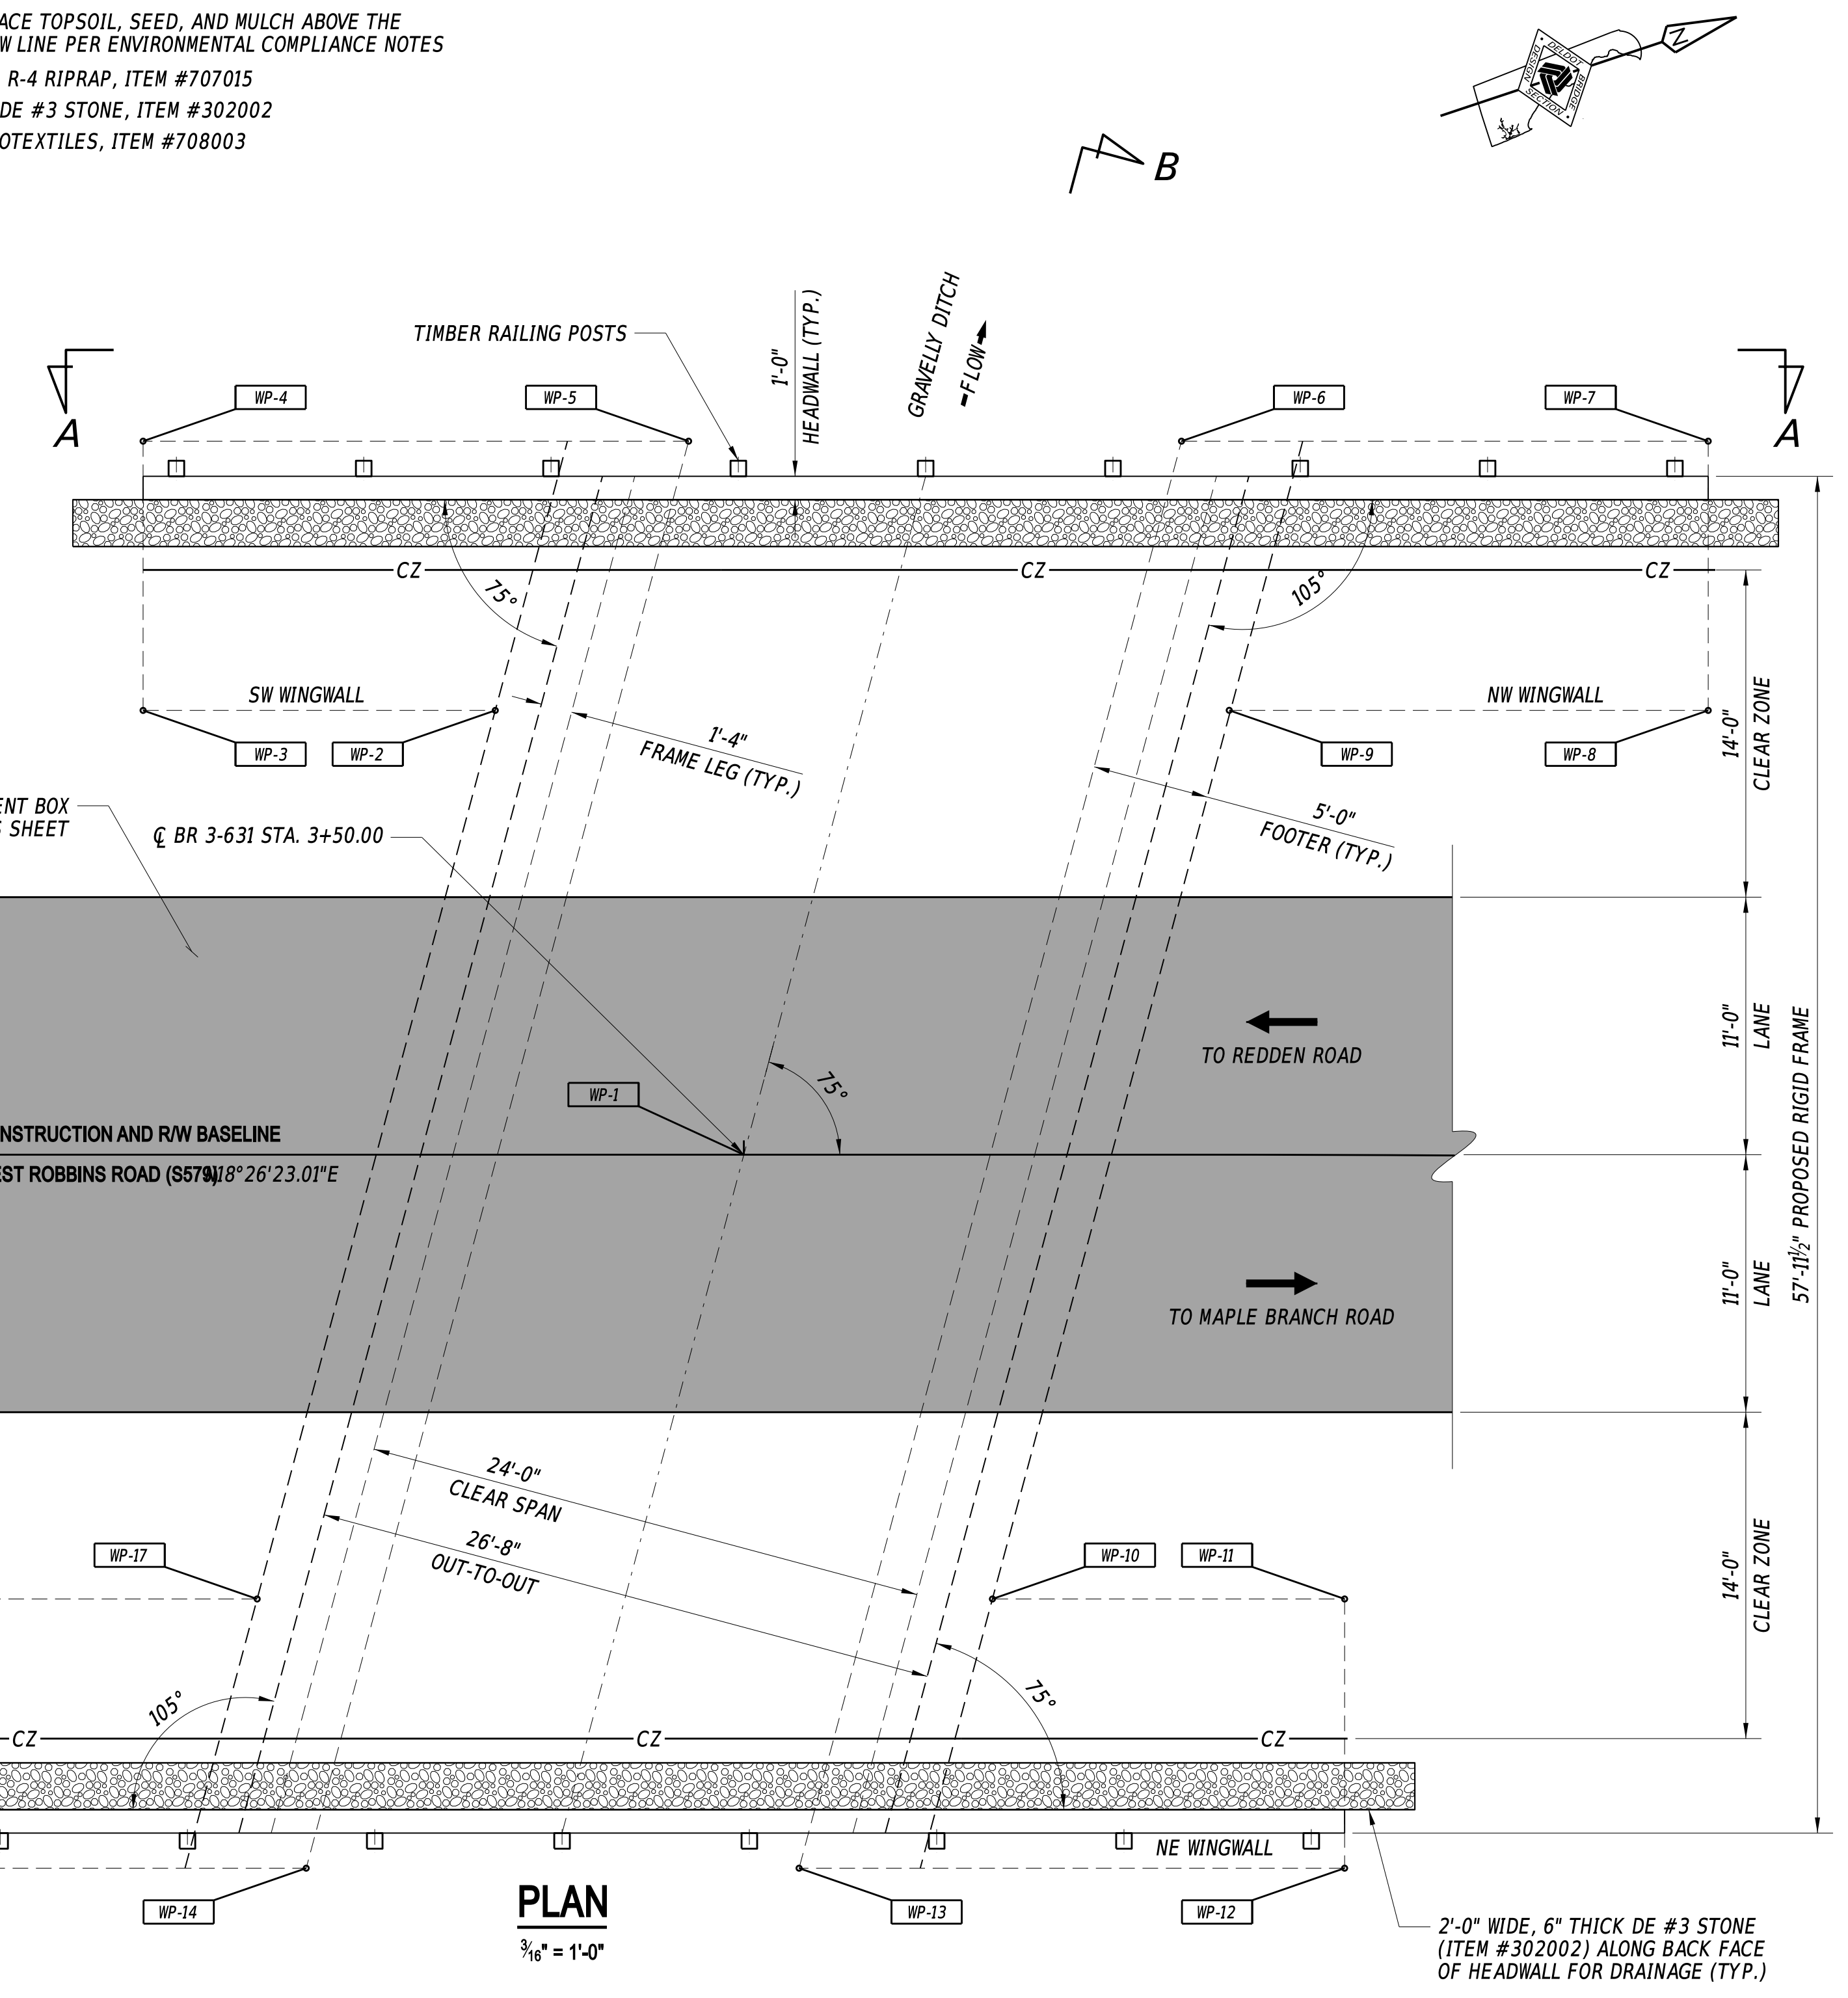 ACE TOPSOIL, SEED, AND MULCH ABOVE THE
W LINE PER ENVIRONMENTAL COMPLIANCE NOTES
R-4 RIPRAP, ITEM #707015
DE #3 STONE, ITEM #302002
OTEXTILES, ITEM #708003
DELDOT
BRIDGE
DESIGN
SECTION
N
B
TIMBER RAILING POSTS
1'-0"
HEADWALL (TYP.)
GRAVELLY DITCH
FLOW
A
A
WP-4
WP-5
WP-6
WP-7
CZ
CZ
CZ
75°
105°
SW WINGWALL
NW WINGWALL
WP-3
WP-2
WP-9
WP-8
1'-4"
FRAME LEG (TYP.)
5'-0"
FOOTER (TYP.)
14'-0"
CLEAR ZONE
ENT BOX
S SHEET
℄ BR 3-631 STA. 3+50.00
TO REDDEN ROAD
11'-0"
LANE
WP-1
75°
NSTRUCTION AND R/W BASELINE
EST ROBBINS ROAD (S579)
N18°26'23.01"E
57'-11½" PROPOSED RIGID FRAME
TO MAPLE BRANCH ROAD
11'-0"
LANE
24'-0"
CLEAR SPAN
26'-8"
OUT-TO-OUT
WP-17
WP-10
WP-11
14'-0"
CLEAR ZONE
105°
75°
CZ
CZ
CZ
NE WINGWALL
WP-14
WP-13
WP-12
PLAN
3/16" = 1'-0"
2'-0" WIDE, 6" THICK DE #3 STONE
(ITEM #302002) ALONG BACK FACE
OF HEADWALL FOR DRAINAGE (TYP.)